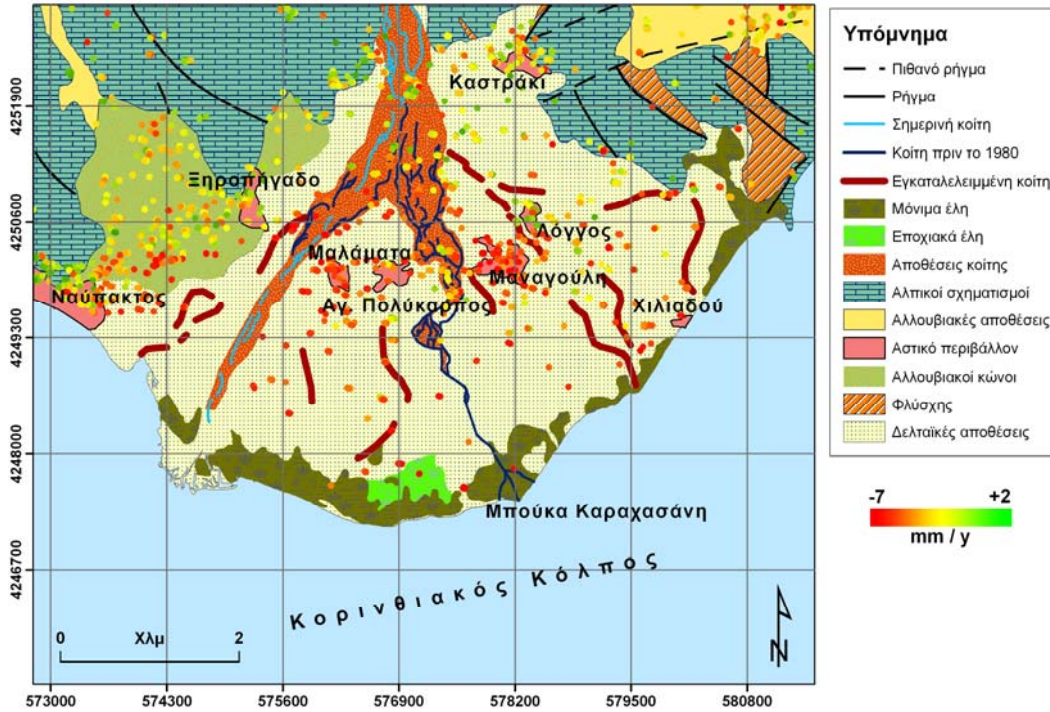 Καστράκι
Ξηροπήγαδο
Λόγγος
Μαλάματα
Μαναγούλη
Ναύπακτος
Αγ. Πολύκαρπος
Χιλιαδού
Μπούκα Καραχασάνη
Κορινθιακός Κόλπος
0 Χλμ 2
N
4251900
4250600
4249300
4248000
4246700
573000 574300 575600 576900 578200 579500 580800
Υπόμνημα
Πιθανό ρήγμα
Ρήγμα
Σημερινή κοίτη
Κοίτη πριν το 1980
Εγκαταλελειμμένη κοίτη
Μόνιμα έλη
Εποχιακά έλη
Αποθέσεις κοίτης
Αλπικοί σχηματισμοί
Αλλουβιακές αποθέσεις
Αστικό περιβάλλον
Αλλουβιακοί κώνοι
Φλύσχης
Δελταϊκές αποθέσεις
-7 +2
mm / y